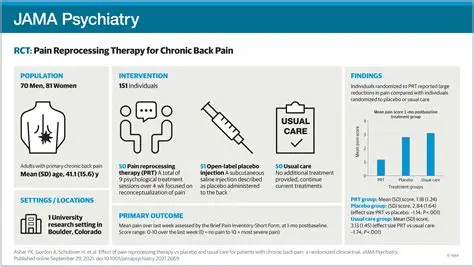 JAMA Psychiatry
RCT: Pain Reprocessing Therapy for Chronic Back Pain
POPULATION
70 Men, 81 Women
Adults with primary chronic back pain
Mean (SD) age, 41.1 (15.6) y
SETTINGS / LOCATIONS
1 University
research setting in
Boulder, Colorado
INTERVENTION
151 Individuals
USUAL
CARE
50 Pain reprocessing
therapy (PRT) A total of
9 psychological treatment
sessions over 4 wk focused on
reconceptualization of pain
51 Open-label placebo
injection A subcutaneous
saline injection described
as placebo administered
to the back
50 Usual care
No additional treatment
provided, continue
current treatments
PRIMARY OUTCOME
Mean pain over last week assessed by the Brief Pain Inventory-Short Form, at 1-mo postbaseline
Score range: 0-10 over the last week (0 = no pain to 10 = most severe pain)
FINDINGS
Individuals randomized to PRT reported large
reductions in pain compared with individuals
randomized to placebo or usual care
Mean pain score 1-mo postbaseline
treatment group
Mean pain score
4
3
2
1
0
PRT
Placebo
Usual care
Treatment groups
PRT group: Mean (SD) score, 1.18 (1.24)
Placebo group: (SD) score, 2.84 (1.64)
(effect size PRT vs placebo: -1.14; P<.001)
Usual care group: Mean (SD) score,
3.13 (1.45) (effect size PRT vs usual care:
-1.74, P<.001)
Ashar YK, Gordon A, Schubiner H, et al. Effect of pain reprocessing therapy vs placebo and usual care for patients with chronic back pain: a randomized clinical trial. JAMA Psychiatry.
Published online September 29, 2021. doi:10.1001/jamapsychiatry.2021.2669